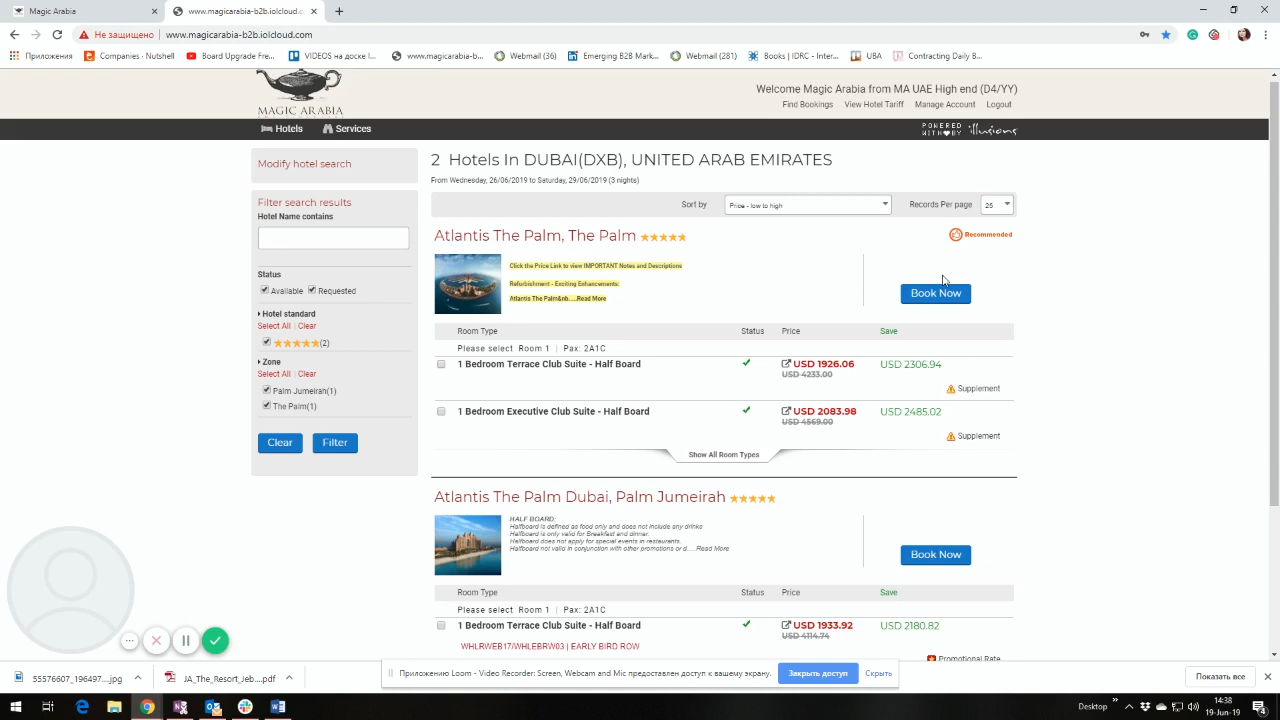 Magic Arabia
www.magicarabia-b2b.iolcloud.co
Не защищено
www.magicarabia-b2b.iolcloud.com
Приложения
Companies - Nutshell
Board Upgrade Fre...
VIDEOS на доске I...
www.magicarabia-b...
Webmail (36)
Emerging B2B Mark...
Webmail (281)
Books | IDRC - Inter...
UBA
Contracting Daily B...
MAGIC ARABIA
Welcome Magic Arabia from MA UAE High end (D4/YY)
Find Bookings View Hotel Tariff Manage Account Logout
Hotels Services
POWERED WITH BY illusions
Modify hotel search
Filter search results
Hotel Name contains
Status
Available Requested
Hotel standard
Select All | Clear
(2)
Zone
Select All | Clear
Palm Jumeirah(1)
The Palm(1)
Clear Filter
2 Hotels In DUBAI(DXB), UNITED ARAB EMIRATES
From Wednesday, 26/06/2019 to Saturday, 29/06/2019 (3 nights)
Sort by Price - low to high Records Per page 25
Atlantis The Palm, The Palm
Recommended
Click the Price Link to view IMPORTANT Notes and Descriptions
Refurbishment - Exciting Enhancements:
Atlantis The Palm&nb.....Read More
Book Now
Room Type Status Price Save
Please select Room 1 | Pax: 2A1C
1 Bedroom Terrace Club Suite - Half Board USD 1926.06 USD 2306.94
USD 4233.00
Supplement
1 Bedroom Executive Club Suite - Half Board USD 2083.98 USD 2485.02
USD 4569.00
Supplement
Show All Room Types
Atlantis The Palm Dubai, Palm Jumeirah
HALF BOARD:
Halfboard is defined as food only and does not include any drinks
Halfboard is only valid for Breakfast and dinner.
Halfboard does not apply for special events in restaurants.
Halfboard not valid in conjunction with other promotions or d.....Read More
Book Now
Room Type Status Price Save
Please select Room 1 | Pax: 2A1C
1 Bedroom Terrace Club Suite - Half Board USD 1933.92 USD 2180.82
USD 4114.74
WHLRWEB17/WHLEBRW03 | EARLY BIRD ROW
Promotional Rate
Приложению Loom - Video Recorder: Screen, Webcam and Mic предоставлен доступ к вашему экрану.
Закрыть доступ
Скрыть
55576607_196497....jpg
JA_The_Resort_Jeb....pdf
Показать все
Desktop
14:38
19-Jun-19